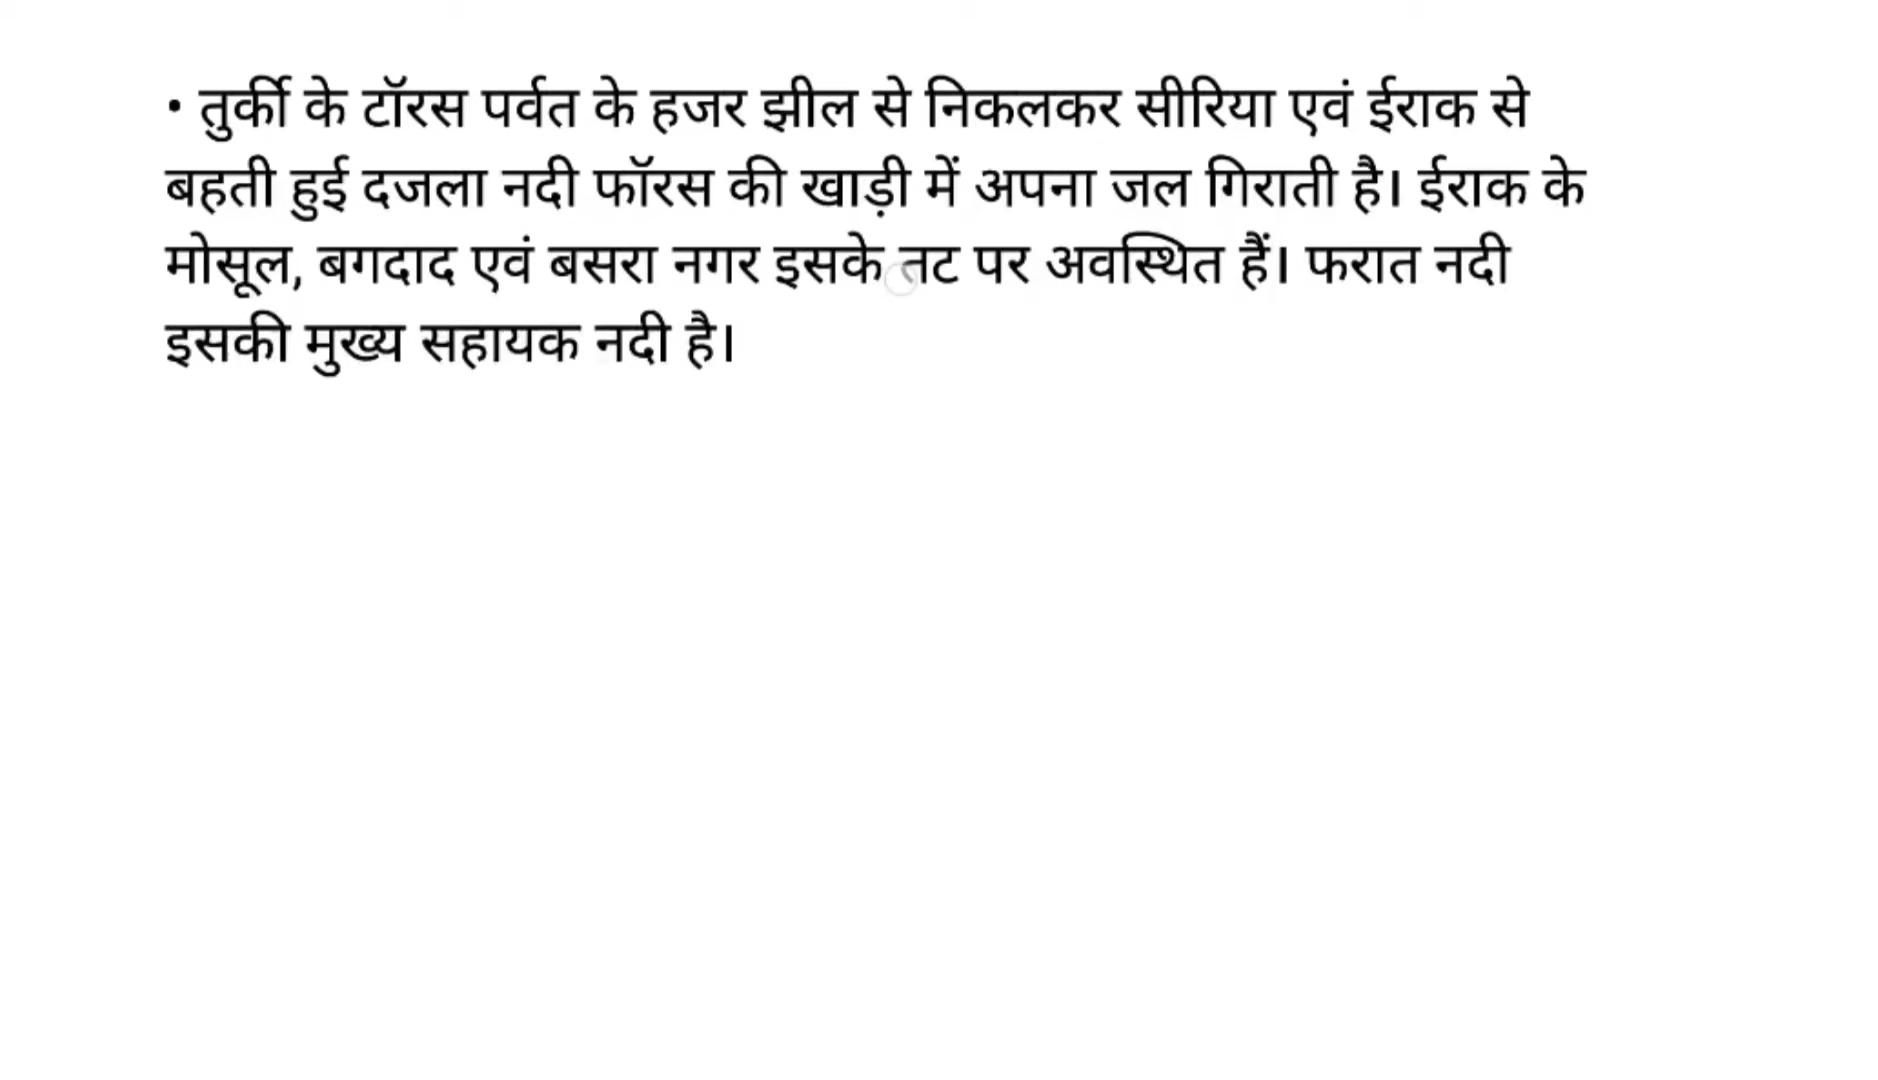 • तुर्की के टॉरस पर्वत के हजर झील से निकलकर सीरिया एवं ईराक से
बहती हुई दजला नदी फॉरस की खाड़ी में अपना जल गिराती है। ईराक के
मोसूल, बगदाद एवं बसरा नगर इसके तट पर अवस्थित हैं। फरात नदी
इसकी मुख्य सहायक नदी है।